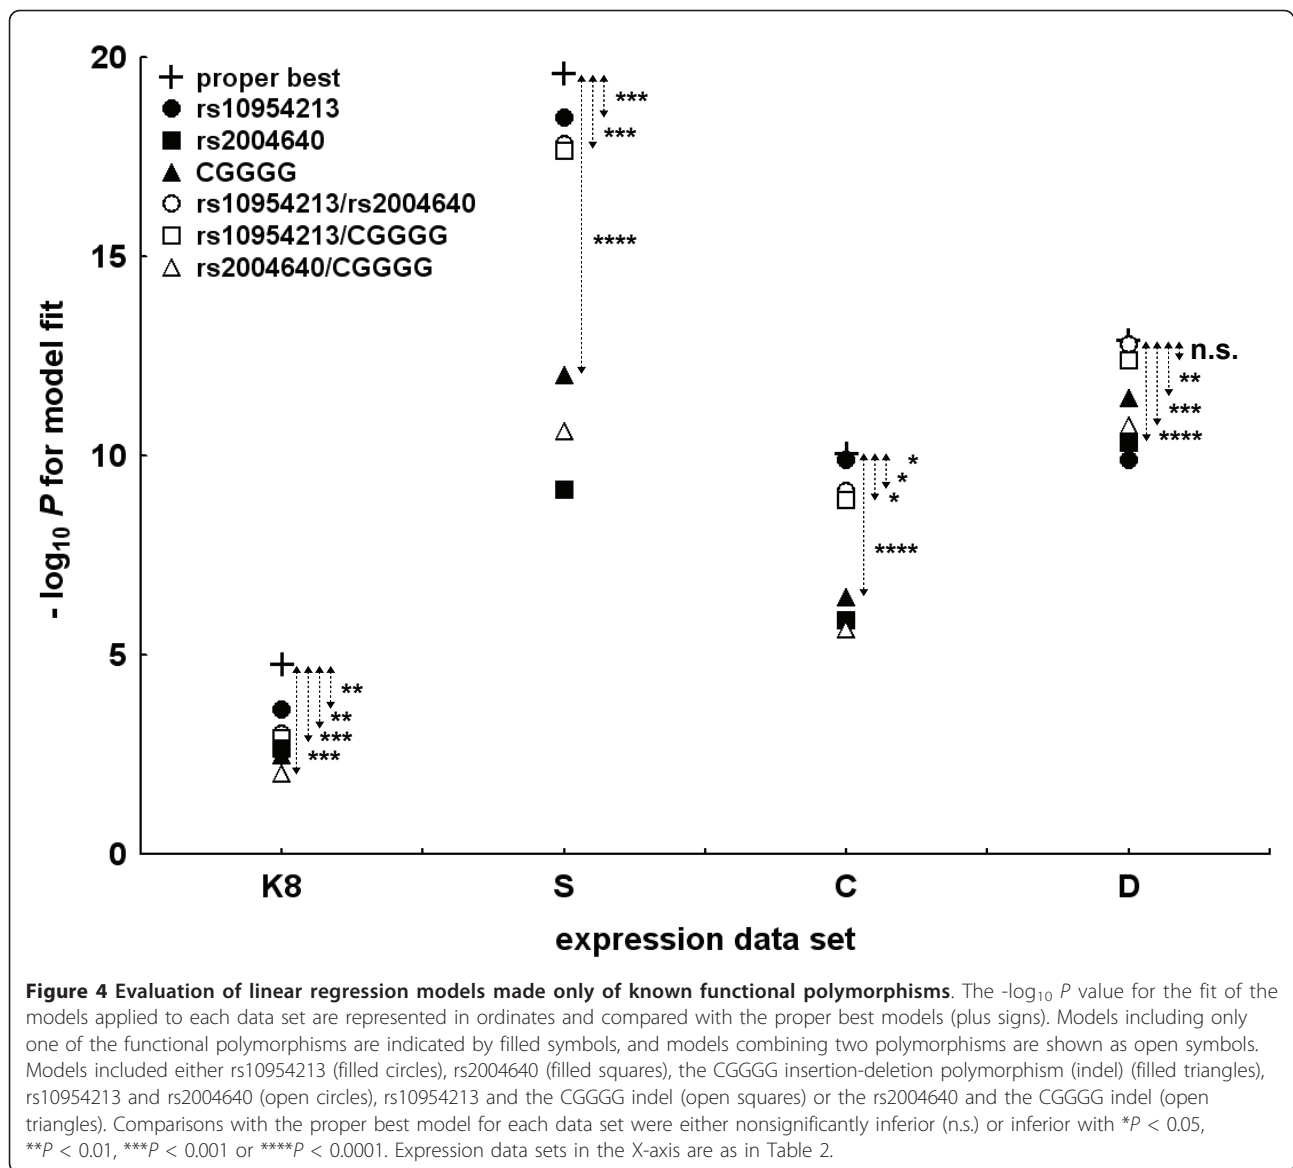 20
15
10
5
0
- log10 P for model fit
proper best
rs10954213
rs2004640
CGGGG
rs10954213/rs2004640
rs10954213/CGGGG
rs2004640/CGGGG
**
**
***
***
***
***
****
*
*
*
****
n.s.
**
***
****
K8 S C D
expression data set
Figure 4 Evaluation of linear regression models made only of known functional polymorphisms. The -log10 P value for the fit of the
models applied to each data set are represented in ordinates and compared with the proper best models (plus signs). Models including only
one of the functional polymorphisms are indicated by filled symbols, and models combining two polymorphisms are shown as open symbols.
Models included either rs10954213 (filled circles), rs2004640 (filled squares), the CGGGG insertion-deletion polymorphism (indel) (filled triangles),
rs10954213 and rs2004640 (open circles), rs10954213 and the CGGGG indel (open squares) or the rs2004640 and the CGGGG indel (open
triangles). Comparisons with the proper best model for each data set were either nonsignificantly inferior (n.s.) or inferior with *P < 0.05,
**P < 0.01, ***P < 0.001 or ****P < 0.0001. Expression data sets in the X-axis are as in Table 2.